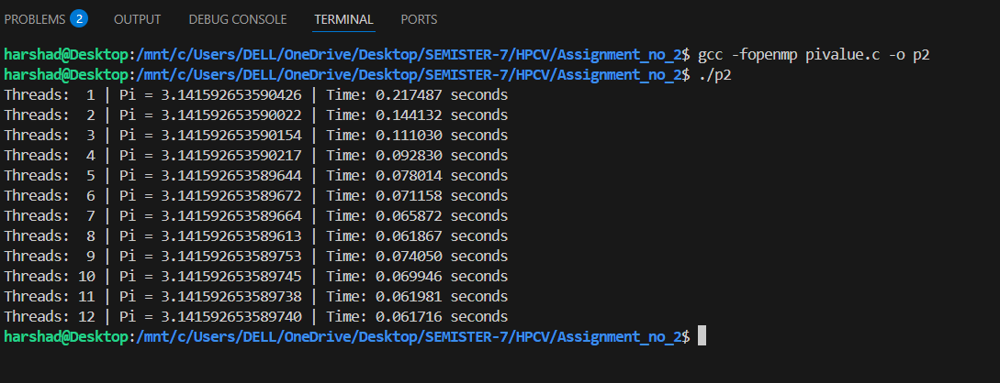 PROBLEMS 2 OUTPUT DEBUG CONSOLE TERMINAL PORTS
harshad@Desktop:/mnt/c/Users/DELL/OneDrive/Desktop/SEMISTER-7/HPCV/Assignment_no_2$ gcc -fopenmp pivalue.c -o p2
harshad@Desktop:/mnt/c/Users/DELL/OneDrive/Desktop/SEMISTER-7/HPCV/Assignment_no_2$ ./p2
Threads:  1 | Pi = 3.141592653590426 | Time: 0.217487 seconds
Threads:  2 | Pi = 3.141592653590022 | Time: 0.144132 seconds
Threads:  3 | Pi = 3.141592653590154 | Time: 0.111030 seconds
Threads:  4 | Pi = 3.141592653590217 | Time: 0.092830 seconds
Threads:  5 | Pi = 3.141592653589644 | Time: 0.078014 seconds
Threads:  6 | Pi = 3.141592653589672 | Time: 0.071158 seconds
Threads:  7 | Pi = 3.141592653589664 | Time: 0.065872 seconds
Threads:  8 | Pi = 3.141592653589613 | Time: 0.061867 seconds
Threads:  9 | Pi = 3.141592653589753 | Time: 0.074050 seconds
Threads: 10 | Pi = 3.141592653589745 | Time: 0.069946 seconds
Threads: 11 | Pi = 3.141592653589738 | Time: 0.061981 seconds
Threads: 12 | Pi = 3.141592653589740 | Time: 0.061716 seconds
harshad@Desktop:/mnt/c/Users/DELL/OneDrive/Desktop/SEMISTER-7/HPCV/Assignment_no_2$